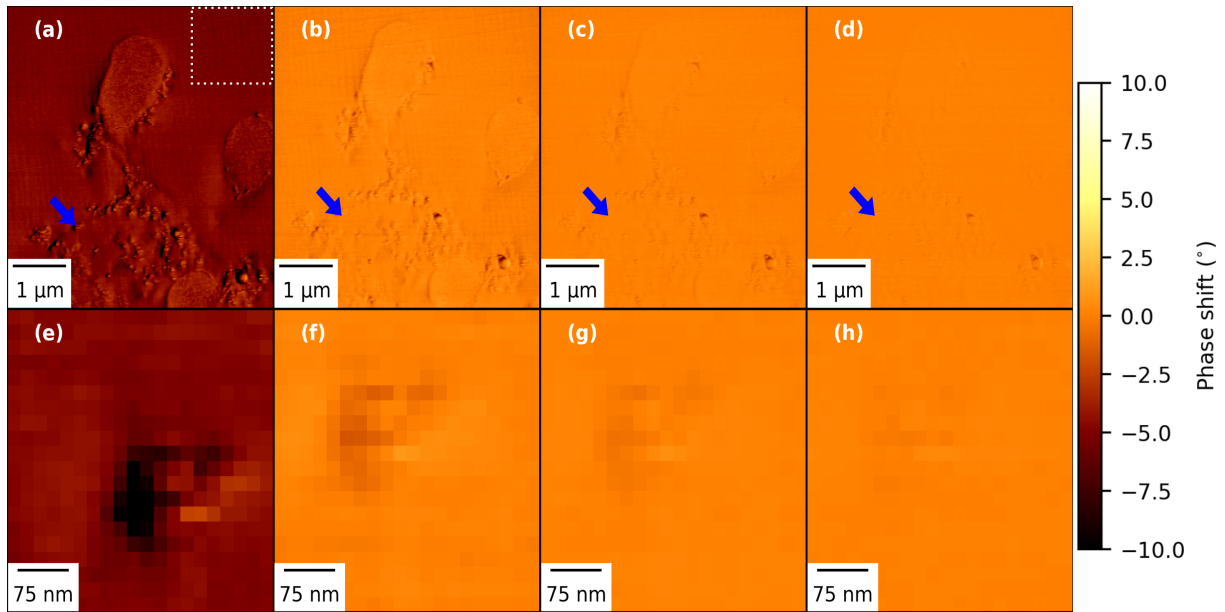 (a) (b) (c) (d)
1 μm 1 μm 1 μm 1 μm
(e) (f) (g) (h)
75 nm 75 nm 75 nm 75 nm
10.0
7.5
5.0
2.5
0.0
−2.5
−5.0
−7.5
−10.0
Phase shift (°)